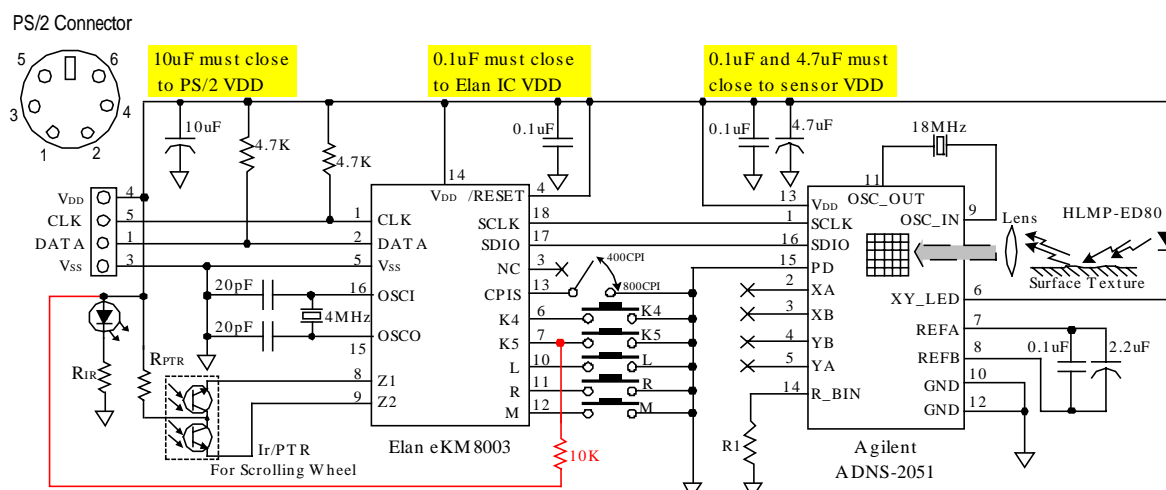 PS/2 Connector
5
6
3
4
1
2
10uF must close
to PS/2 VDD
0.1uF must close
to Elan IC VDD
0.1uF and 4.7uF must
close to sensor VDD
10uF
4.7K
4.7K
0.1uF
0.1uF
4.7uF
18MHz
VDD
4
CLK
5
DATA
1
VSS
3
14
VDD
/RESET
4
1
CLK
2
DATA
5
VSS
16
OSCI
OSCO
15
8
Z1
9
Z2
SCLK
18
SDIO
17
NC
3
CPIS
13
K4
6
K5
7
L
10
R
11
M
12
20pF
20pF
4MHz
400CPI
800CPI
K4
K5
L
R
M
RIR
RPTR
Ir/PTR
For Scrolling Wheel
Elan eKM8003
10K
11
OSC_OUT
13
VDD
OSC_IN
9
1
SCLK
16
SDIO
15
PD
2
XA
3
XB
4
YB
5
YA
14
R_BIN
XY_LED
6
REFA
7
REFB
8
GND
10
GND
12
Lens
HLMP-ED80
Surface Texture
0.1uF
2.2uF
R1
Agilent
ADNS-2051